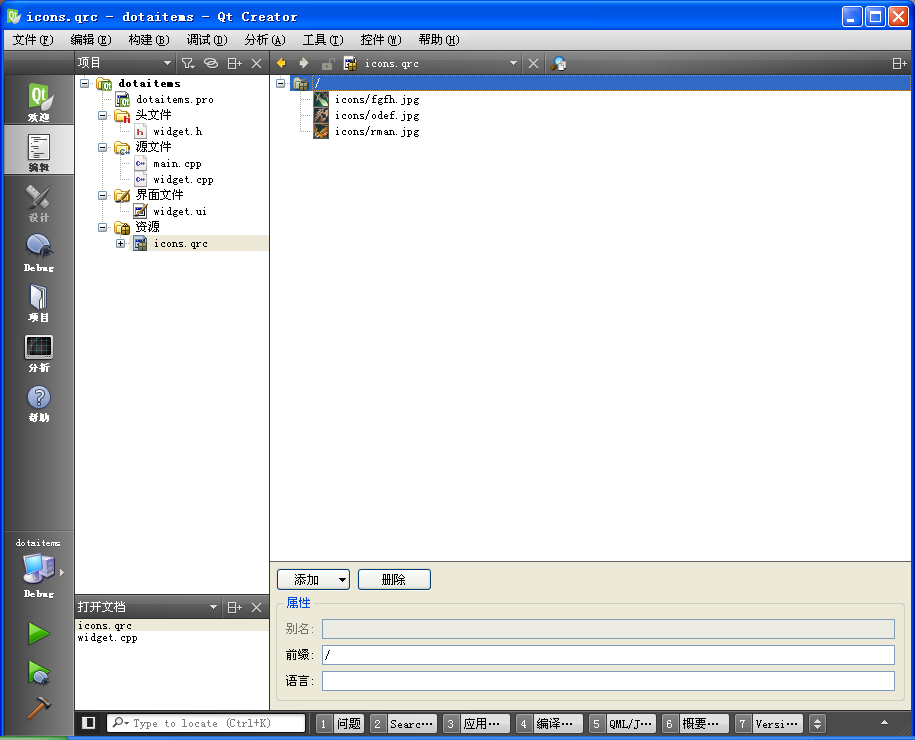 icons.qrc - dotaitems - Qt Creator
文件(F) 编辑(E) 构建(B) 调试(D) 分析(A) 工具(T) 控件(W) 帮助(H)
项目
icons.qrc
Qt
欢迎
编辑
设计
Debug
项目
分析
帮助
dotaitems
Debug
dotaitems
dotaitems.pro
头文件
widget.h
源文件
main.cpp
widget.cpp
界面文件
widget.ui
资源
icons.qrc
/
icons/fgfh.jpg
icons/odef.jpg
icons/rman.jpg
打开文档
icons.qrc
widget.cpp
添加 删除
属性
别名:
前缀: /
语言:
Type to locate (Ctrl+K)
1 问题 2 Searc... 3 应用... 4 编译... 5 QML/J... 6 概要... 7 Versi...